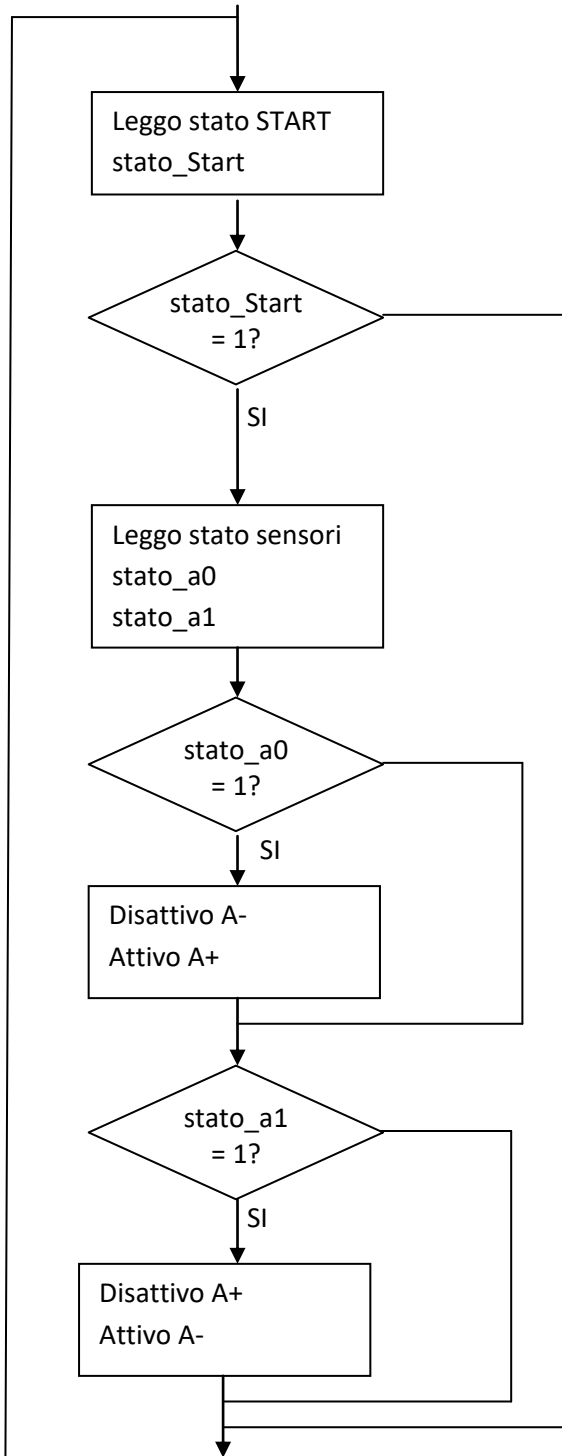 Leggo stato START
stato_Start
stato_Start
= 1?
SI
Leggo stato sensori
stato_a0
stato_a1
stato_a0
= 1?
SI
Disattivo A-
Attivo A+
stato_a1
= 1?
SI
Disattivo A+
Attivo A-